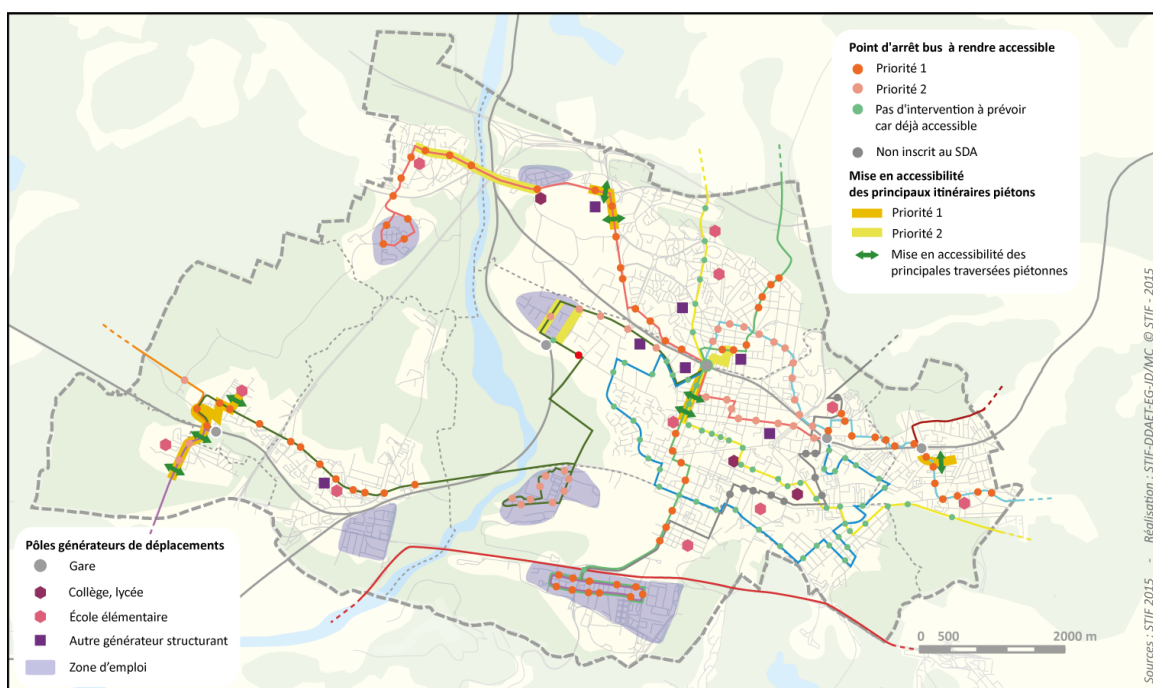 Point d'arrêt bus à rendre accessible
Priorité 1
Priorité 2
Pas d'intervention à prévoir
car déjà accessible
Non inscrit au SDA
Mise en accessibilité
des principaux itinéraires piétons
Priorité 1
Priorité 2
Mise en accessibilité des
principales traversées piétonnes
Pôles générateurs de déplacements
Gare
Collège, lycée
École élémentaire
Autre générateur structurant
Zone d'emploi
0 500 2000 m
Sources : STIF 2015 - Réalisation : STIF-DDAET-EG-JD/MC © STIF - 2015